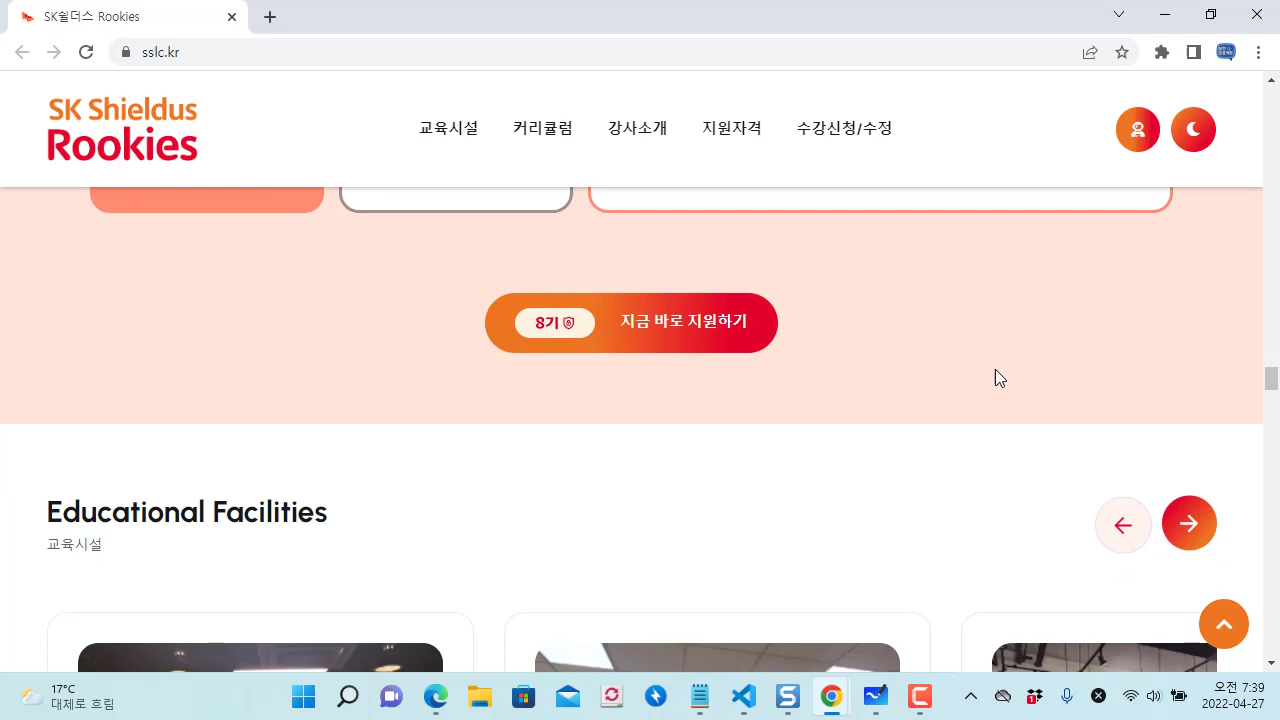 SK쉴더스 Rookies
sslc.kr
SK Shieldus
Rookies
교육시설 커리큘럼 강사소개 지원자격 수강신청/수정
8기 지금 바로 지원하기
Educational Facilities
교육시설
17°C
대체로 흐림
오전 7:39
2022-04-27